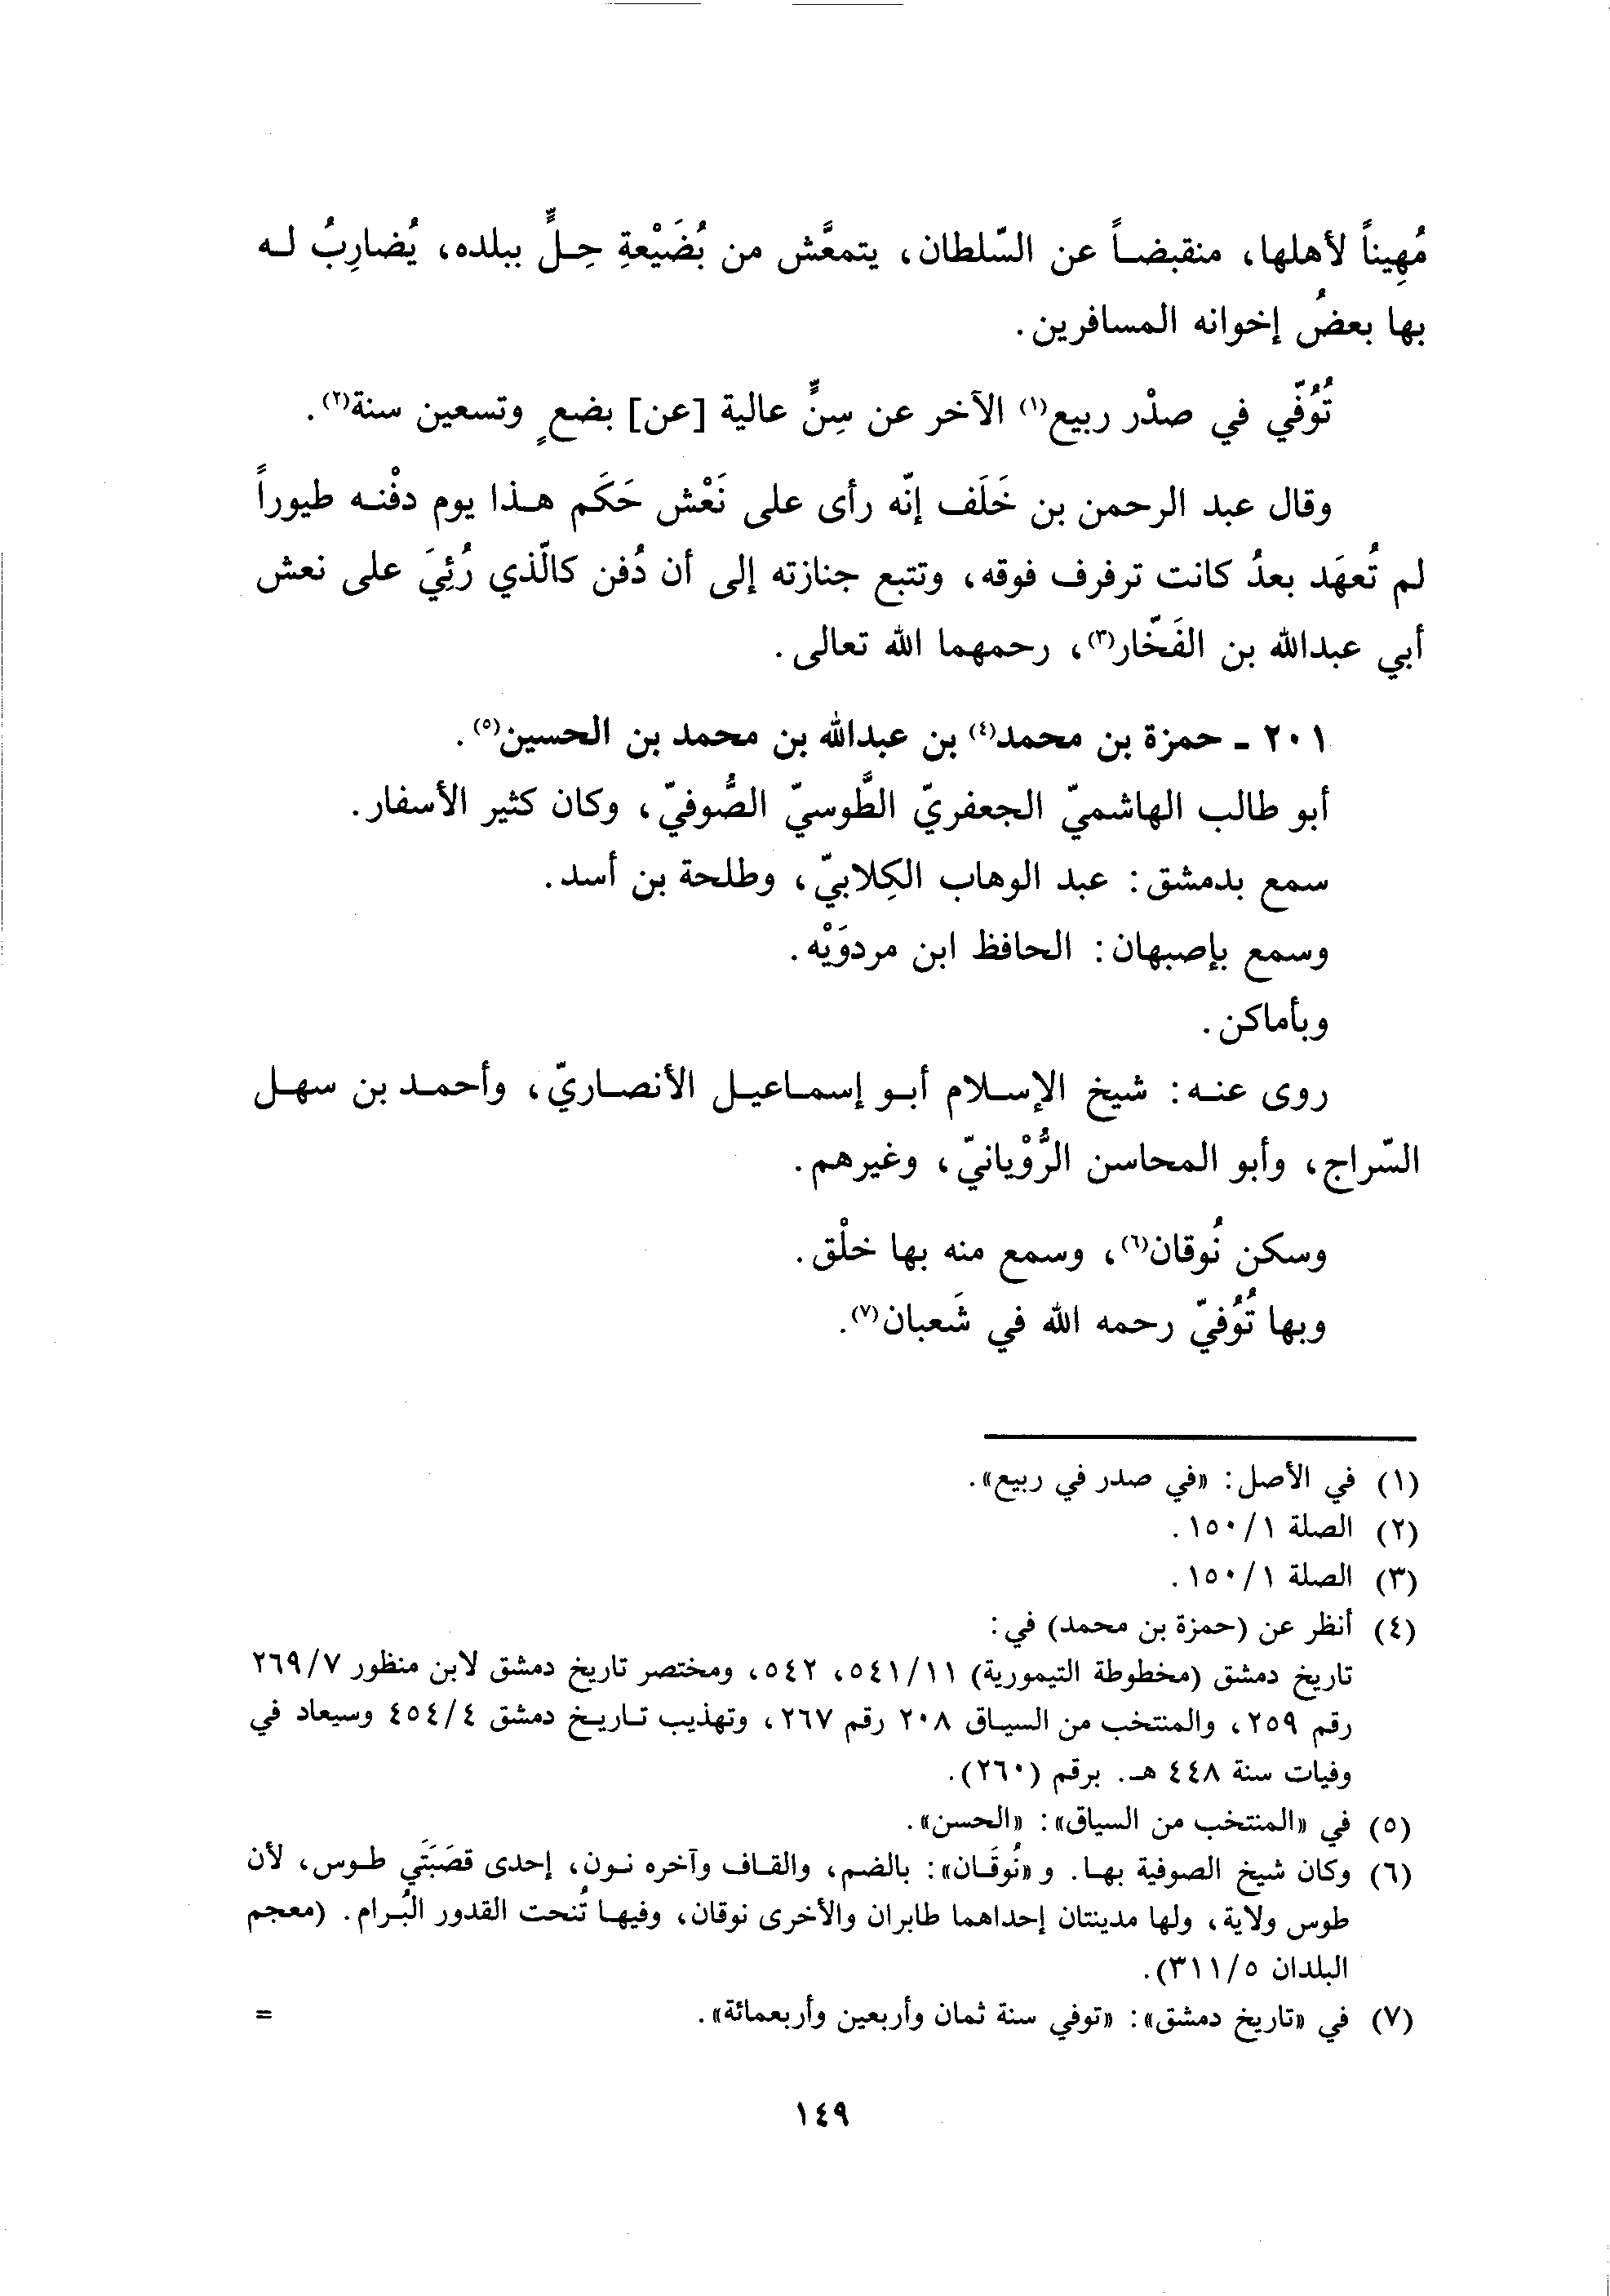 مُهِيناً لأهلها، منقبضاً عن السّلطان، يتمعَّش من بُضَيْعةِ حِلٍّ ببلده، يُضارِبُ له
بها بعضُ إخوانه المسافرين.
تُوُفّي في صدْر ربيع(١) الآخر عن سِنٍّ عالية [عن] بضعٍ وتسعين سنة(٢).
وقال عبد الرحمن بن خَلَف إنّه رأى على نَعْش حَكَم هذا يوم دفْنه طيوراً
لم تُعهَد بعدُ كانت ترفرف فوقه، وتتبع جنازته إلى أن دُفن كالّذي رُئِيَ على نعش
أبي عبدالله بن الفَخّار(٣)، رحمهما الله تعالى.
٢٠١ - حمزة بن محمد(٤) بن عبدالله بن محمد بن الحسين(٥).
أبو طالب الهاشميّ الجعفريّ الطُّوسيّ الصُّوفيّ، وكان كثير الأسفار.
سمع بدمشق: عبد الوهاب الكِلابيّ، وطلحة بن أسد.
وسمع بإصبهان: الحافظ ابن مردوَيْه.
وبأماكن.
روى عنه: شيخ الإسلام أبو إسماعيل الأنصاريّ، وأحمد بن سهل
السّراج، وأبو المحاسن الرُّوْيانيّ، وغيرهم.
وسكن نُوقان(٦)، وسمع منه بها خلْق.
وبها تُوُفيّ رحمه الله في شَعبان(٧).
(١) في الأصل: «في صدر في ربيع».
(٢) الصلة ١/١٥٠.
(٣) الصلة ١/١٥٠.
(٤) أنظر عن (حمزة بن محمد) في:
تاريخ دمشق (مخطوطة التيمورية) ٥٤١/١١، ٥٤٢، ومختصر تاريخ دمشق لابن منظور ٢٦٩/٧
رقم ٢٥٩، والمنتخب من السياق ٢٠٨ رقم ٢٦٧، وتهذيب تاريخ دمشق ٤٥٤/٤ وسيعاد في
وفيات سنة ٤٤٨ هـ. برقم (٢٦٠).
(٥) في «المنتخب من السياق»: «الحسن».
(٦) وكان شيخ الصوفية بها. و «نُوقَان»: بالضم، والقاف وآخره نون، إحدى قصَبَتَي طوس، لأن
طوس ولاية، ولها مدينتان إحداهما طابران والأخرى نوقان، وفيها تُنحت القدور البُرام. (معجم
البلدان ٣١١/٥).
(٧) في «تاريخ دمشق»: «توفي سنة ثمان وأربعين وأربعمائة». =
١٤٩